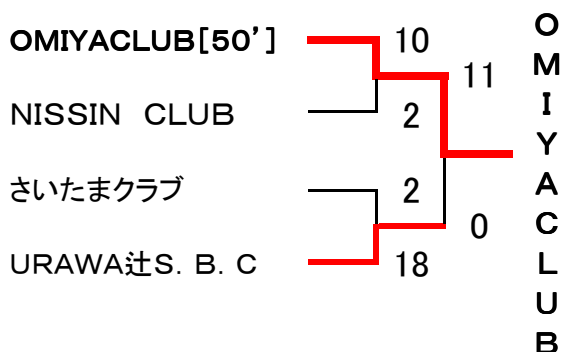 OMIYACLUB[50’]
10
11
NISSIN　CLUB
2
さいたまクラブ
2
0
URAWA辻S．B．C
18
OMIYACLUB